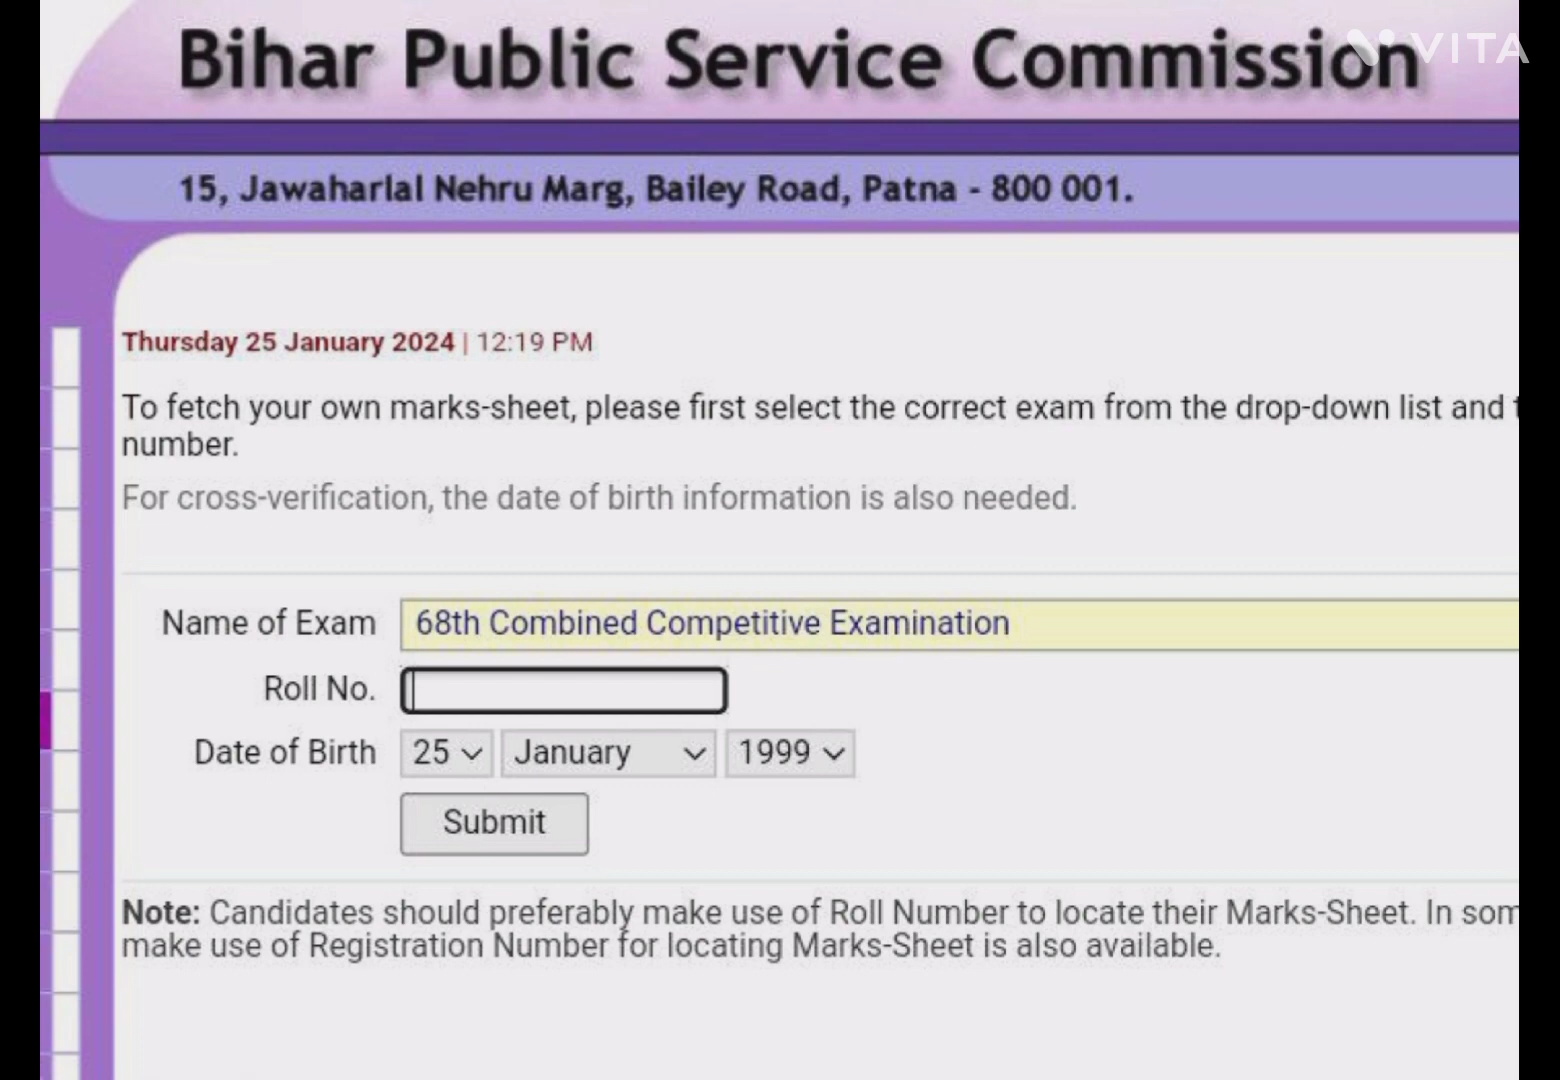 Bihar Public Service Commission
VITA
15, Jawaharlal Nehru Marg, Bailey Road, Patna - 800 001.
Thursday 25 January 2024 | 12:19 PM
To fetch your own marks-sheet, please first select the correct exam from the drop-down list and
number.
For cross-verification, the date of birth information is also needed.
Name of Exam 68th Combined Competitive Examination
Roll No.
Date of Birth 25 January 1999
Submit
Note: Candidates should preferably make use of Roll Number to locate their Marks-Sheet. In som
make use of Registration Number for locating Marks-Sheet is also available.